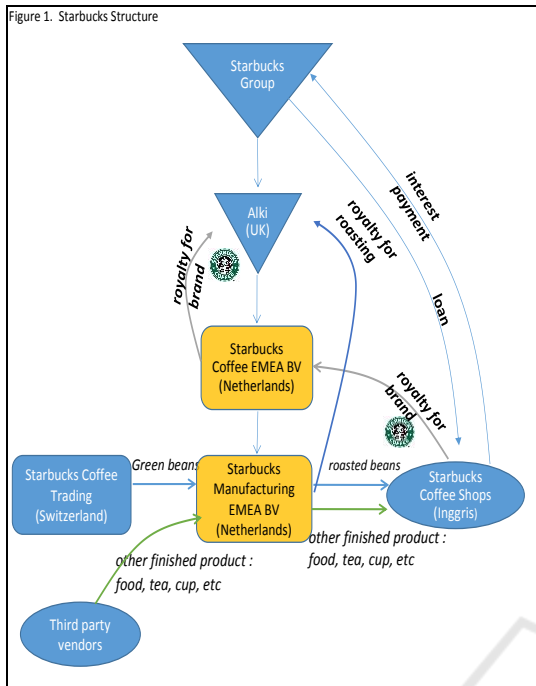 Figure 1.  Starbucks Structure
Starbucks
Group
Alki
(UK)
royalty for
brand
royalty for
roasting
interest
payment
loan
Starbucks
Coffee EMEA BV
(Netherlands)
royalty for
brand
Starbucks Coffee
Trading
(Switzerland)
Green beans
Starbucks
Manufacturing
EMEA BV
(Netherlands)
roasted beans
Starbucks
Coffee Shops
(Inggris)
other finished product :
food, tea, cup, etc
other finished product :
food, tea, cup, etc
Third party
vendors